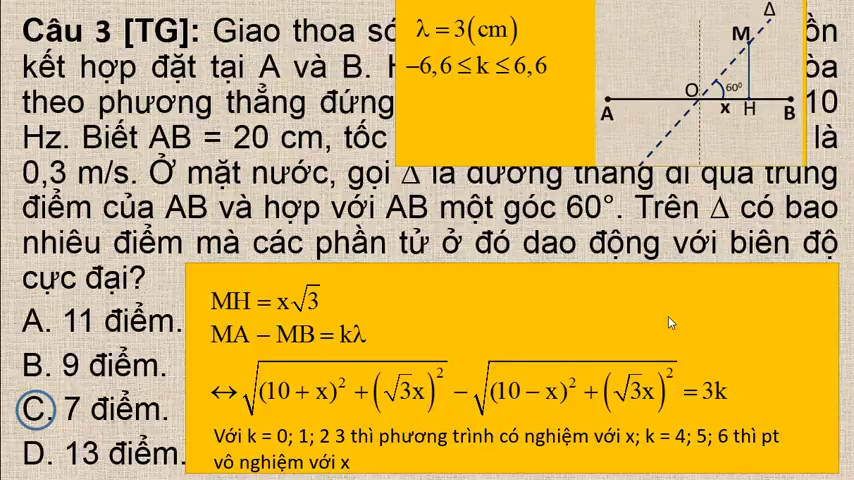 Câu 3 [TG]: Giao thoa só
kết hợp đặt tại A và B. H
theo phương thẳng đứng 10
Hz. Biết AB = 20 cm, tốc là
0,3 m/s. Ở mặt nước, gọi Δ là đường thẳng đi qua trung
điểm của AB và hợp với AB một góc 60°. Trên Δ có bao
nhiêu điểm mà các phần tử ở đó dao động với biên độ
cực đại?
A. 11 điểm.
B. 9 điểm.
C. 7 điểm.
D. 13 điểm.
λ = 3(cm)
−6,6 ≤ k ≤ 6,6
Δ
M
O
60⁰
A
x
H
B
MH = x√3
MA − MB = kλ
↔ √((10 + x)² + (√3x)²) − √((10 − x)² + (√3x)²) = 3k
Với k = 0; 1; 2 3 thì phương trình có nghiệm với x; k = 4; 5; 6 thì pt
vô nghiệm với x